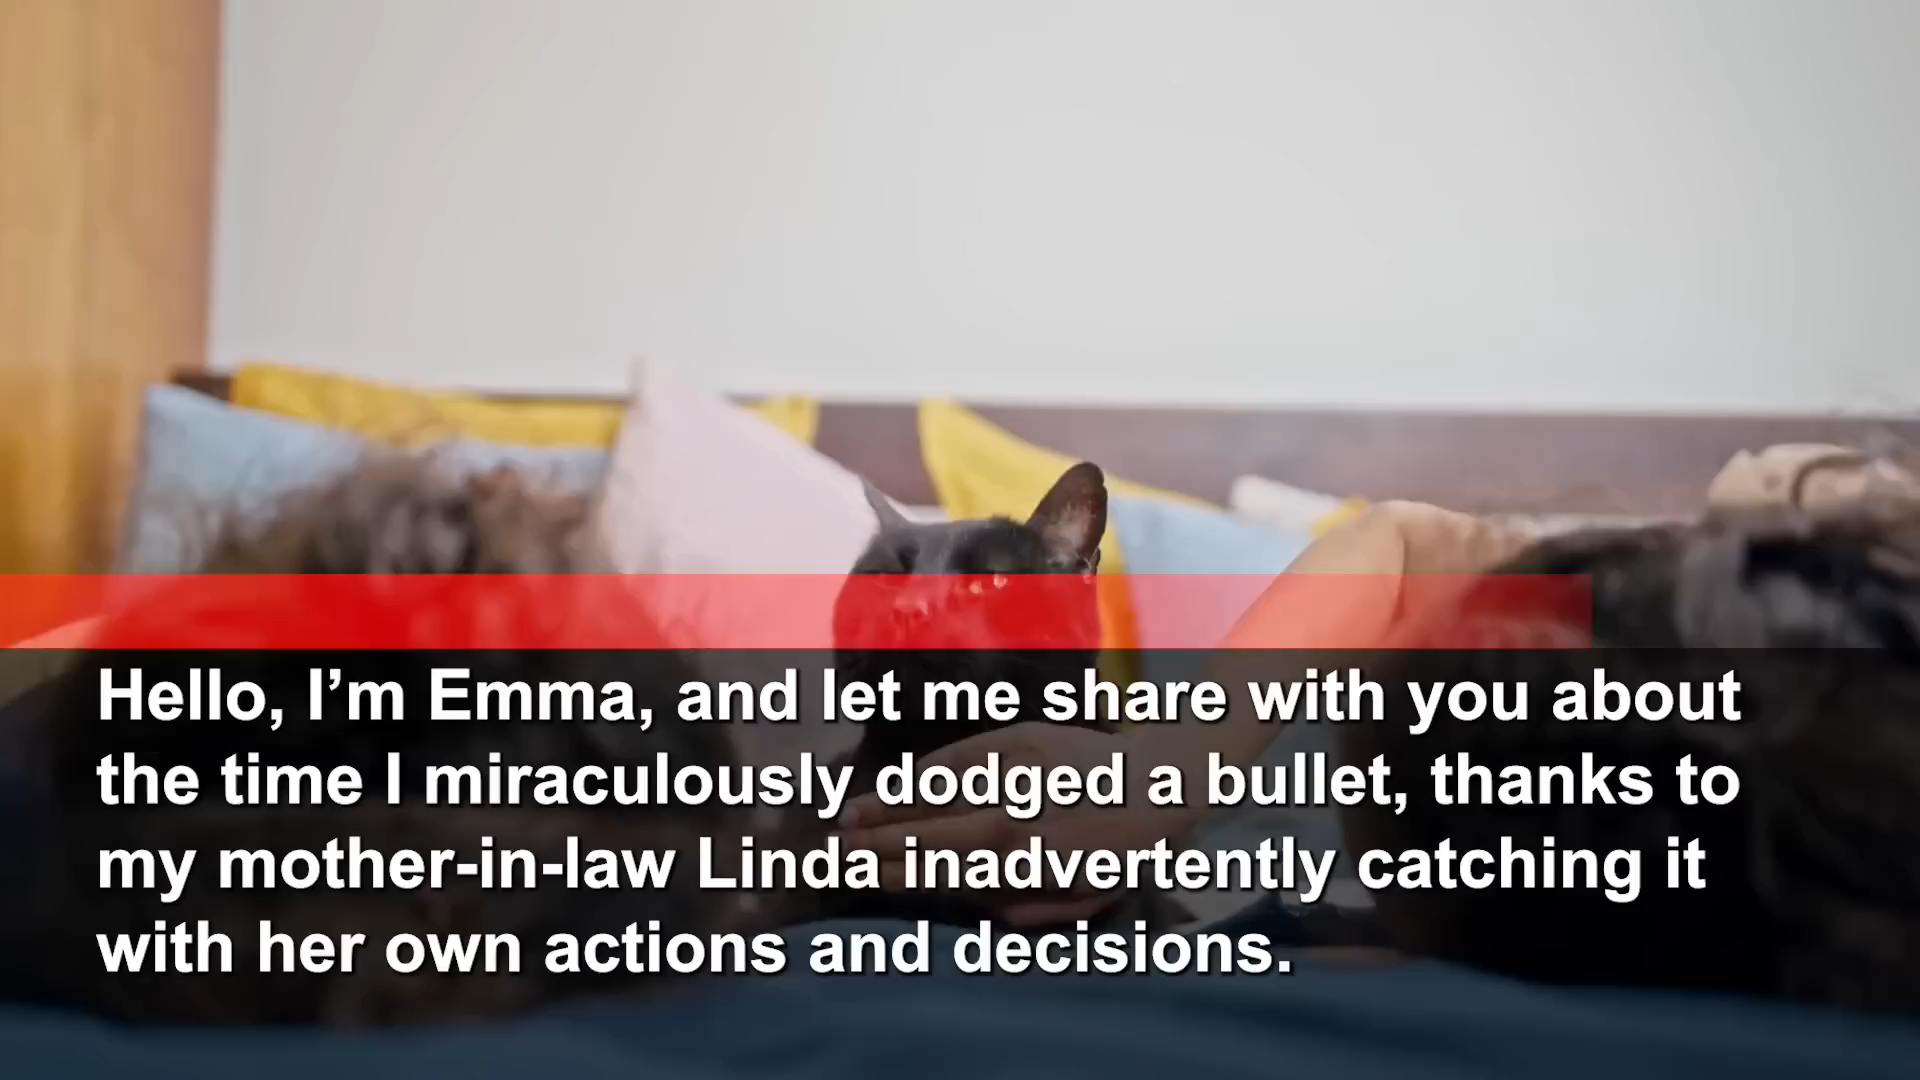 Hello, I’m Emma, and let me share with you about
the time I miraculously dodged a bullet, thanks to
my mother-in-law Linda inadvertently catching it
with her own actions and decisions.